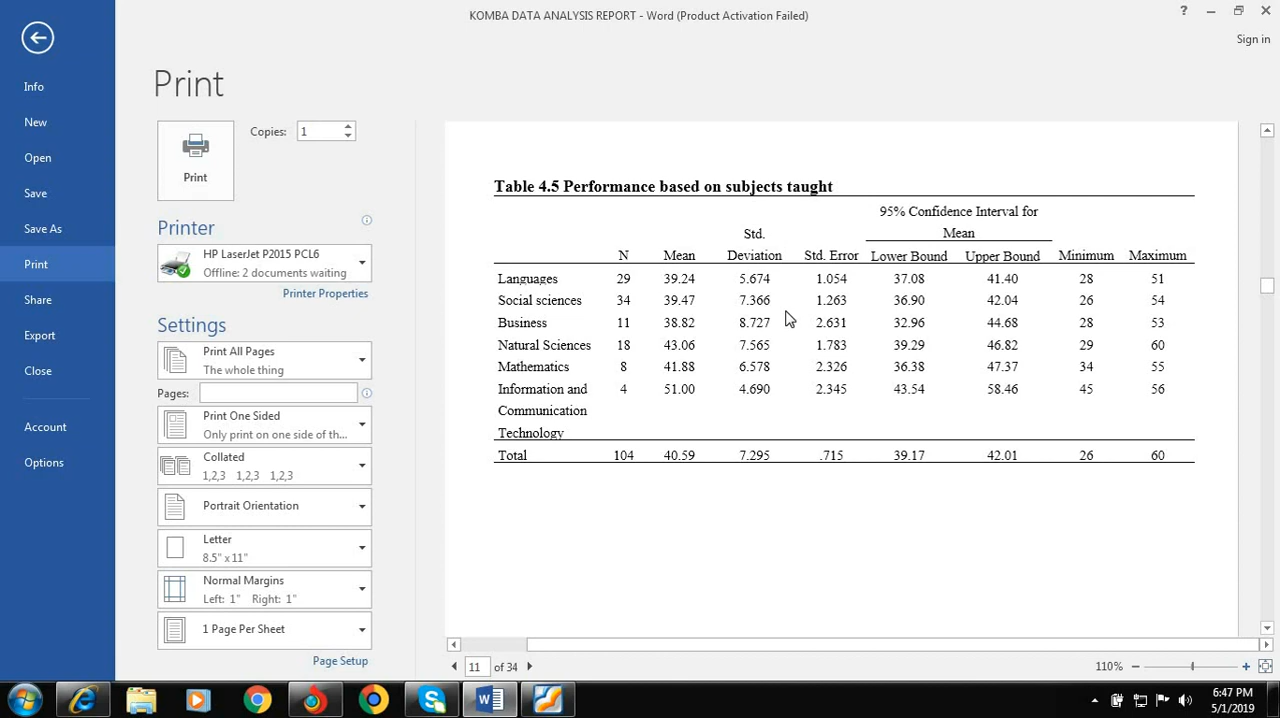 KOMBA DATA ANALYSIS REPORT - Word (Product Activation Failed)
?
Sign in
Info
New
Open
Save
Save As
Print
Share
Export
Close
Account
Options
Print
Print
Copies: 1
Printer
HP LaserJet P2015 PCL6
Offline: 2 documents waiting
Printer Properties
Settings
Print All Pages
The whole thing
Pages:
Print One Sided
Only print on one side of th...
Collated
1,2,3 1,2,3 1,2,3
Portrait Orientation
Letter
8.5" x 11"
Normal Margins
Left: 1" Right: 1"
1 Page Per Sheet
Page Setup
Table 4.5 Performance based on subjects taught
95% Confidence Interval for
Mean
Std.
N Mean Deviation Std. Error Lower Bound Upper Bound Minimum Maximum
Languages 29 39.24 5.674 1.054 37.08 41.40 28 51
Social sciences 34 39.47 7.366 1.263 36.90 42.04 26 54
Business 11 38.82 8.727 2.631 32.96 44.68 28 53
Natural Sciences 18 43.06 7.565 1.783 39.29 46.82 29 60
Mathematics 8 41.88 6.578 2.326 36.38 47.37 34 55
Information and 4 51.00 4.690 2.345 43.54 58.46 45 56
Communication
Technology
Total 104 40.59 7.295 .715 39.17 42.01 26 60
11 of 34
110%
6:47 PM
5/1/2019